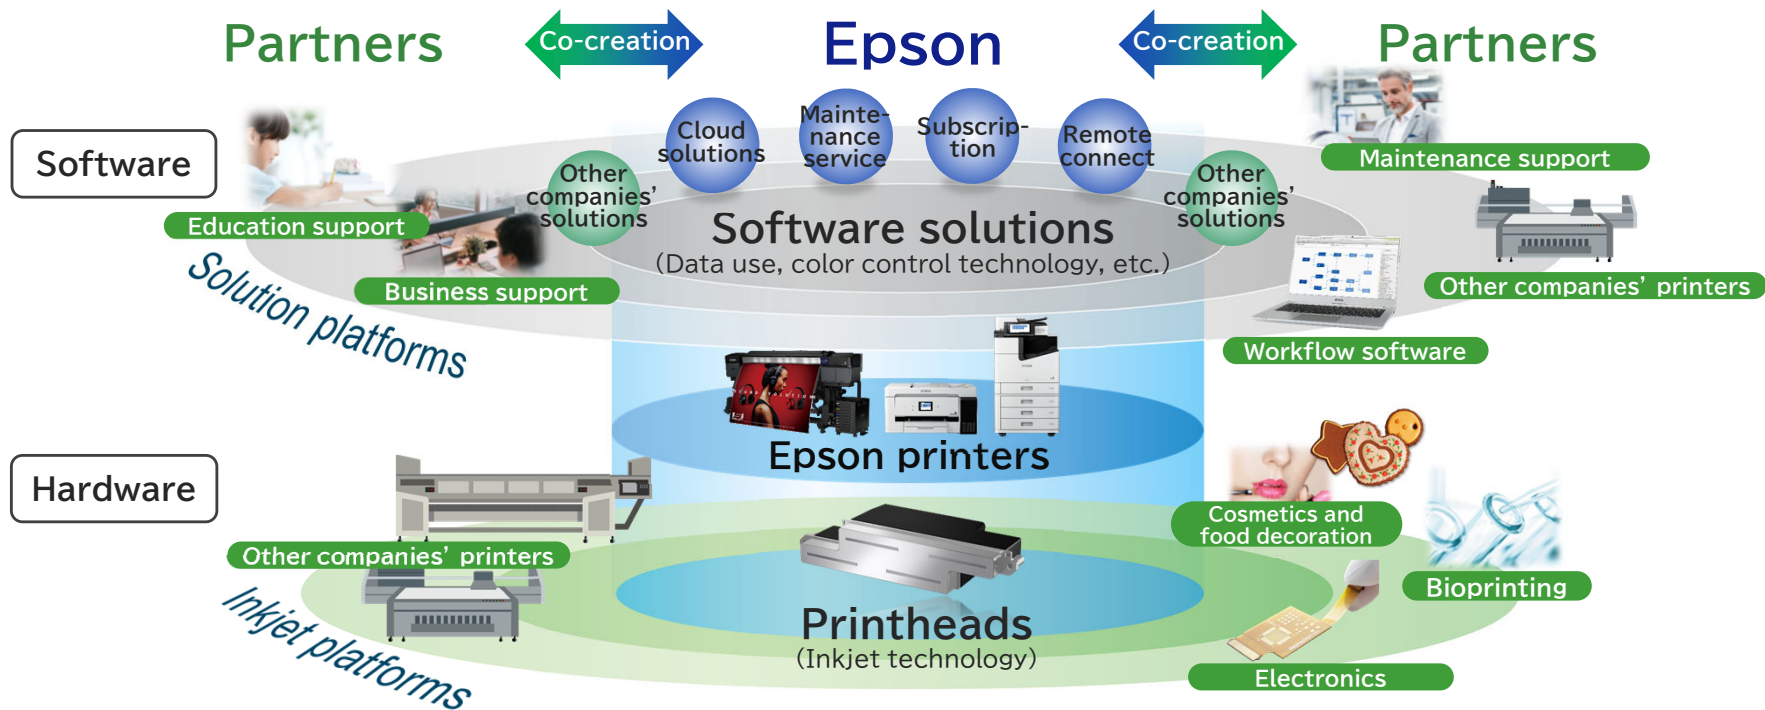 Partners
Co-creation
Epson
Co-creation
Partners
Software
Cloud
solutions
Mainte-
nance
service
Subscrip-
tion
Remote
connect
Other
companies’
solutions
Other
companies’
solutions
Maintenance support
Education support
Software solutions
(Data use, color control technology, etc.)
Business support
Other companies’ printers
Solution platforms
Workflow software
Epson printers
Hardware
Cosmetics and
food decoration
Other companies’ printers
Bioprinting
Printheads
(Inkjet technology)
Inkjet platforms
Electronics